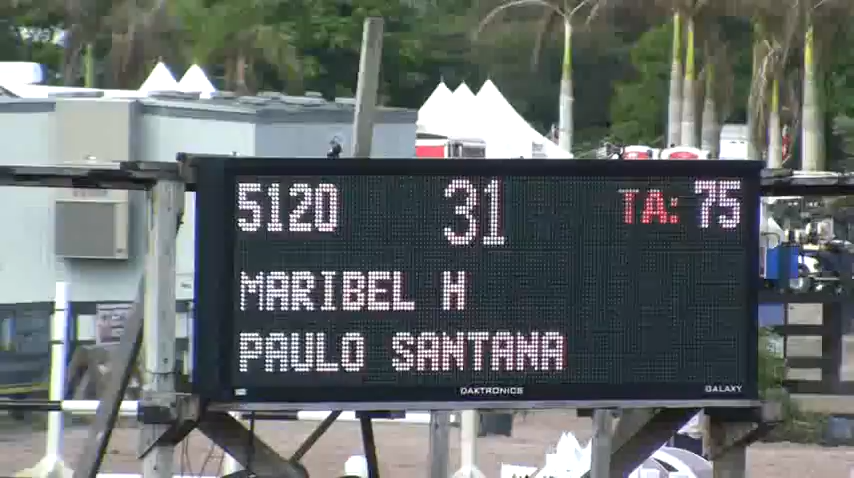 5120 31 TA: 75
MARIBEL H
PAULO SANTANA
DAKTRONICS GALAXY